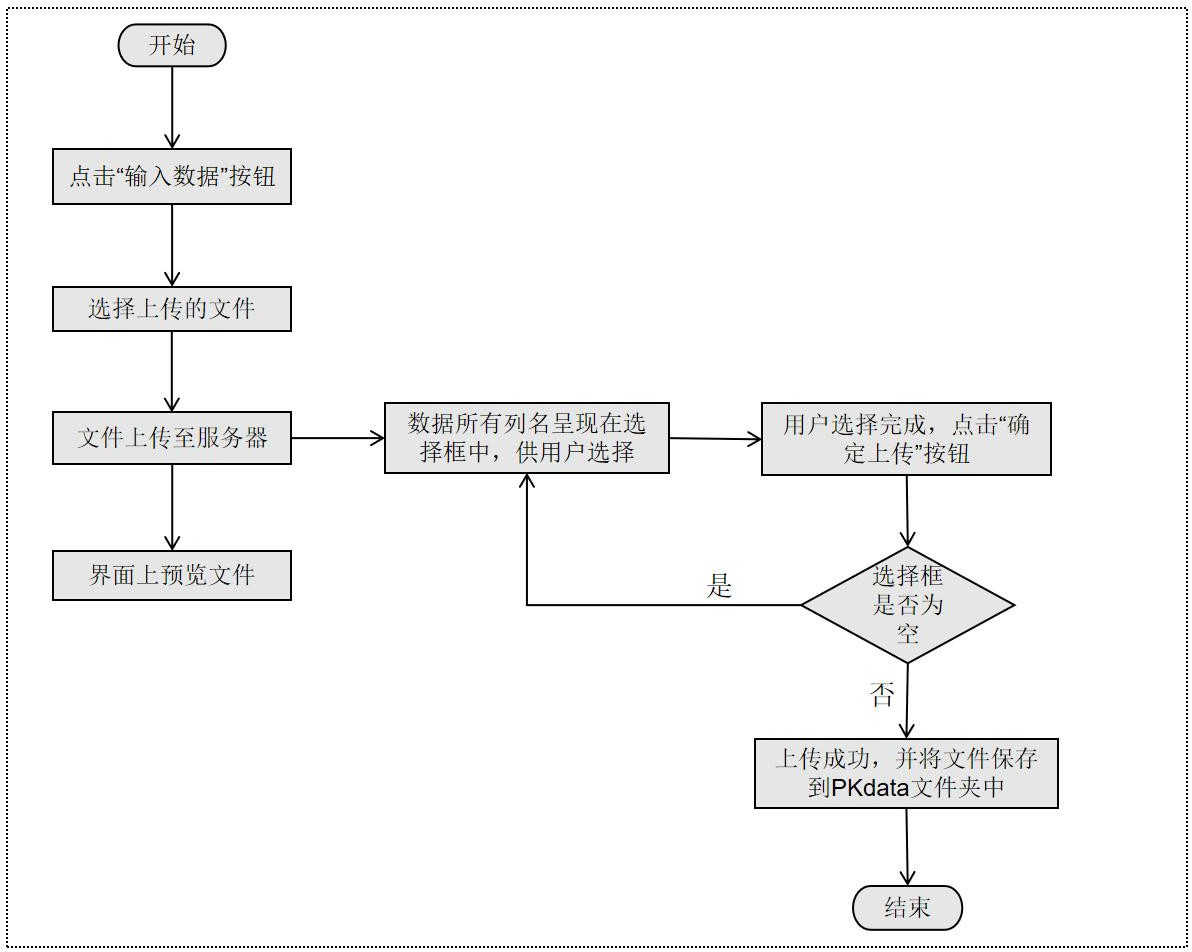 开始
点击“输入数据”按钮
选择上传的文件
文件上传至服务器
界面上预览文件
数据所有列名呈现在选
择框中，供用户选择
用户选择完成，点击“确
定上传”按钮
选择框
是否为
空
是
否
上传成功，并将文件保存
到PKdata文件夹中
结束